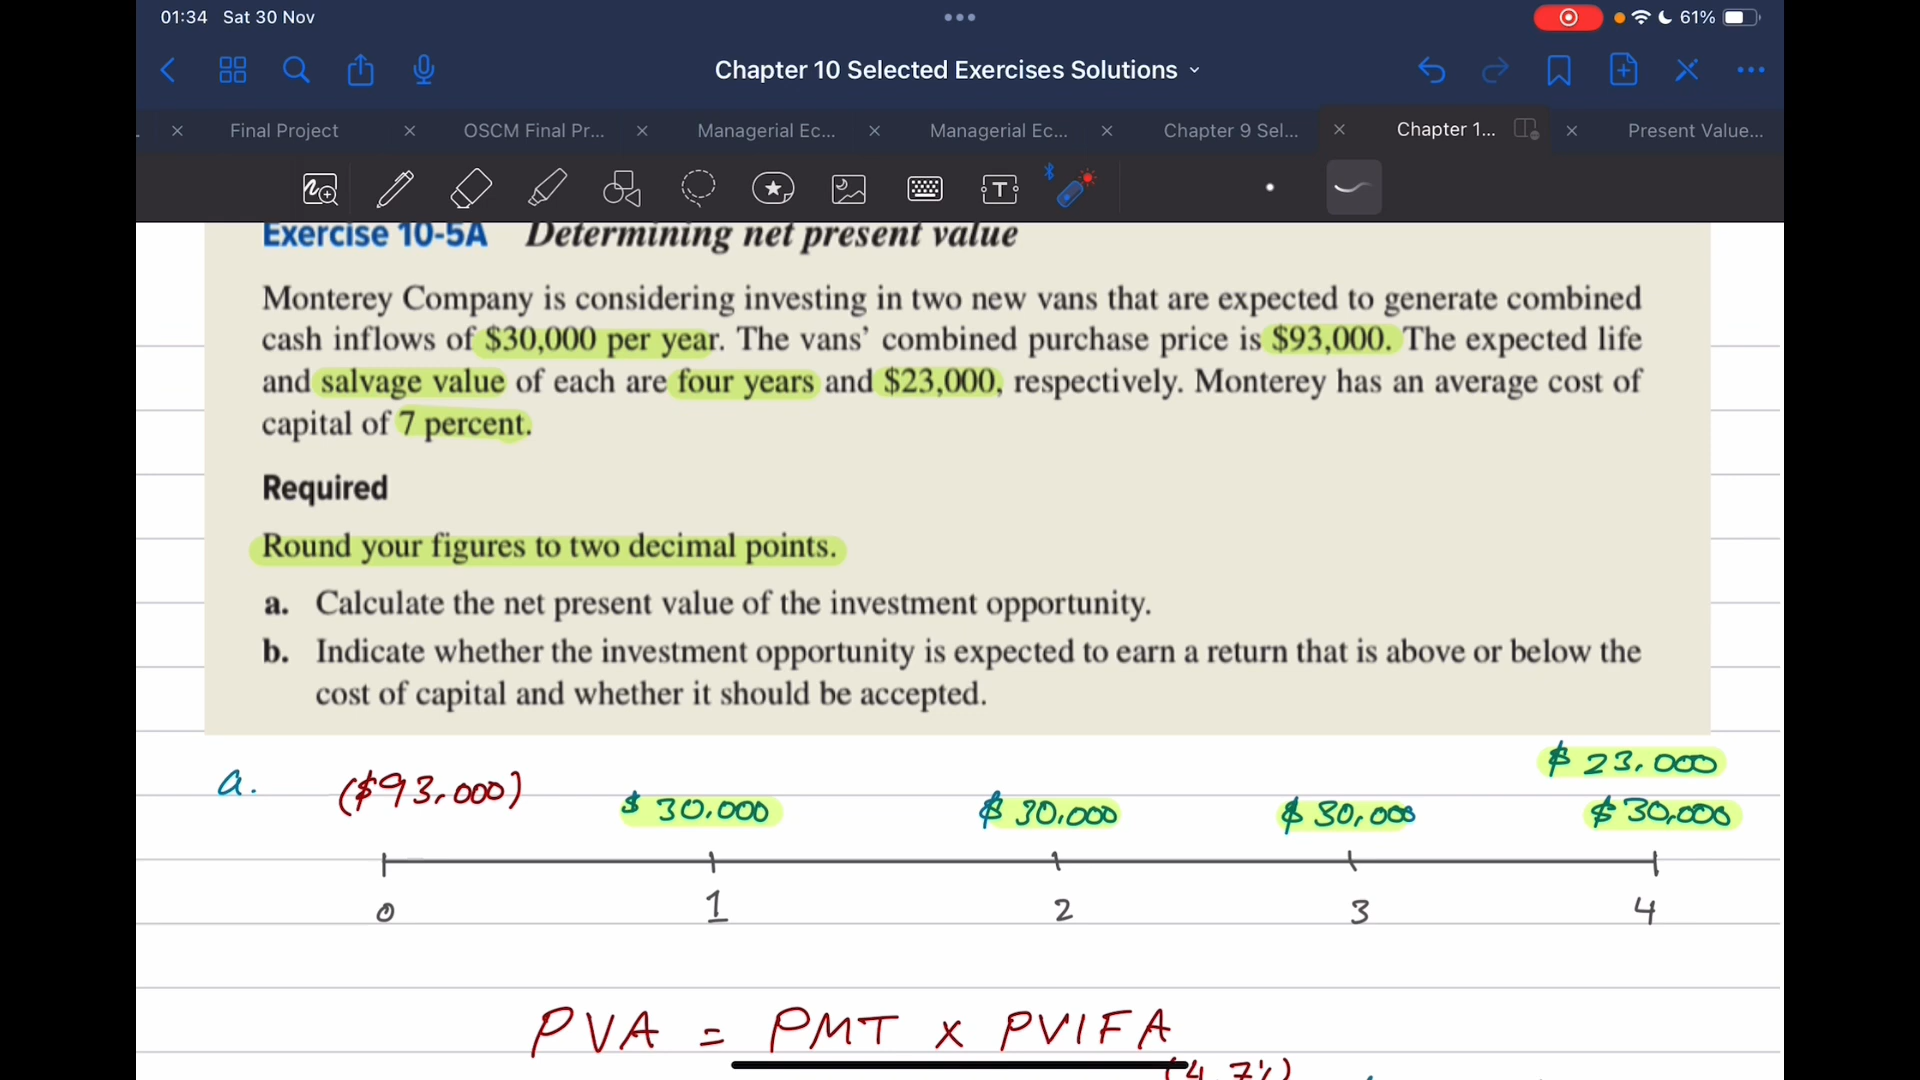 01:34 Sat 30 Nov
61%
Chapter 10 Selected Exercises Solutions
Final Project
OSCM Final Pr...
Managerial Ec...
Managerial Ec...
Chapter 9 Sel...
Chapter 1...
Present Value...
T
Exercise 10-5A Determining net present value
Monterey Company is considering investing in two new vans that are expected to generate combined
cash inflows of $30,000 per year. The vans’ combined purchase price is $93,000. The expected life
and salvage value of each are four years and $23,000, respectively. Monterey has an average cost of
capital of 7 percent.
Required
Round your figures to two decimal points.
a. Calculate the net present value of the investment opportunity.
b. Indicate whether the investment opportunity is expected to earn a return that is above or below the
cost of capital and whether it should be accepted.
$ 23,000
a. ($93,000) $ 30,000 $ 30,000 $ 30,000 $ 30,000
0 1 2 3 4
PVA = PMT x PVIFA
(4, 7%)